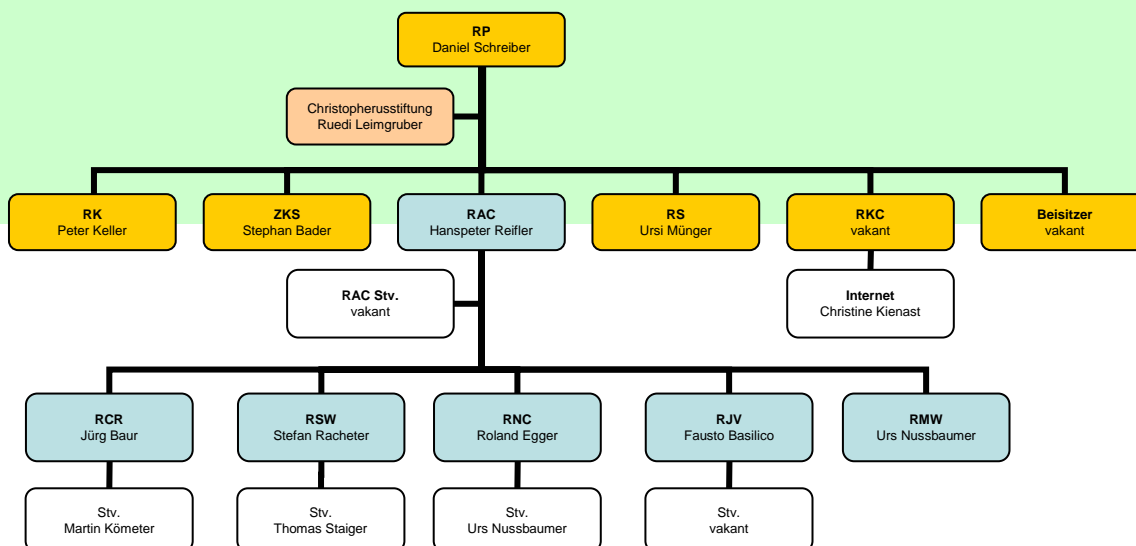 RP
Daniel Schreiber
Christopherusstiftung
Ruedi Leimgruber
RK
Peter Keller
ZKS
Stephan Bader
RAC
Hanspeter Reifler
RS
Ursi Münger
RKC
vakant
Beisitzer
vakant
RAC Stv.
vakant
Internet
Christine Kienast
RCR
Jürg Baur
RSW
Stefan Racheter
RNC
Roland Egger
RJV
Fausto Basilico
RMW
Urs Nussbaumer
Stv.
Martin Kömeter
Stv.
Thomas Staiger
Stv.
Urs Nussbaumer
Stv.
vakant